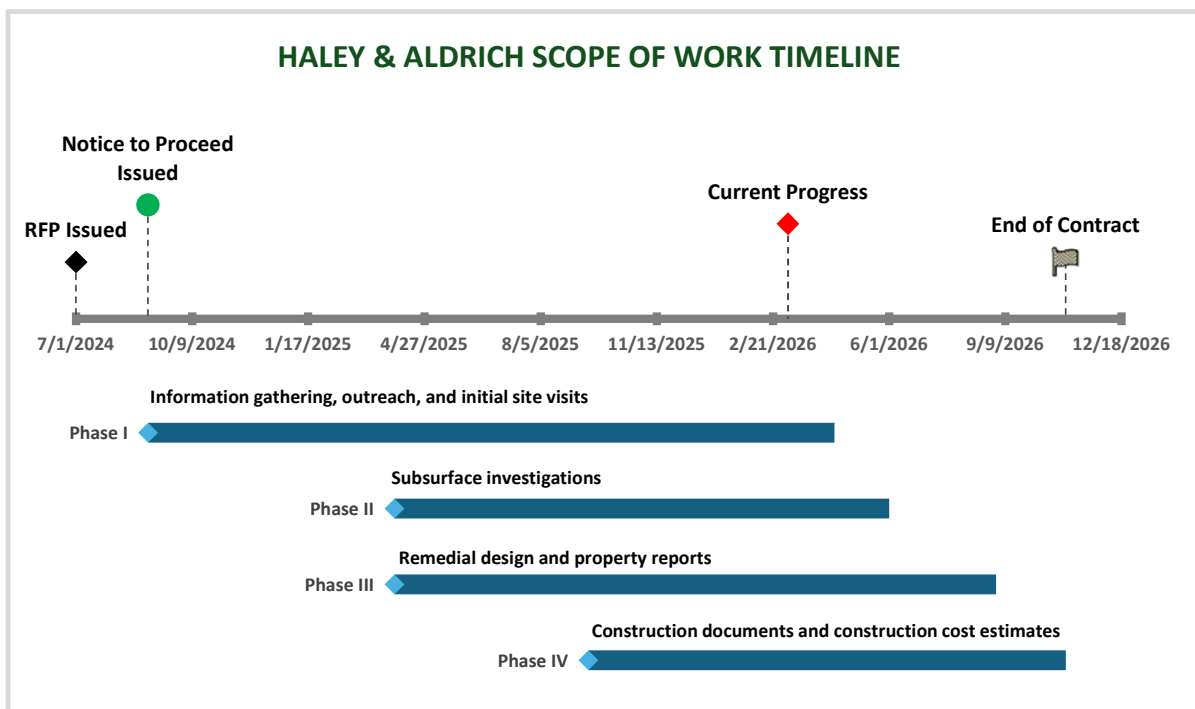 HALEY & ALDRICH SCOPE OF WORK TIMELINE
Notice to Proceed
Issued
Current Progress
RFP Issued
End of Contract
7/1/2024
10/9/2024
1/17/2025
4/27/2025
8/5/2025
11/13/2025
2/21/2026
6/1/2026
9/9/2026
12/18/2026
Information gathering, outreach, and initial site visits
Phase I
Subsurface investigations
Phase II
Remedial design and property reports
Phase III
Construction documents and construction cost estimates
Phase IV